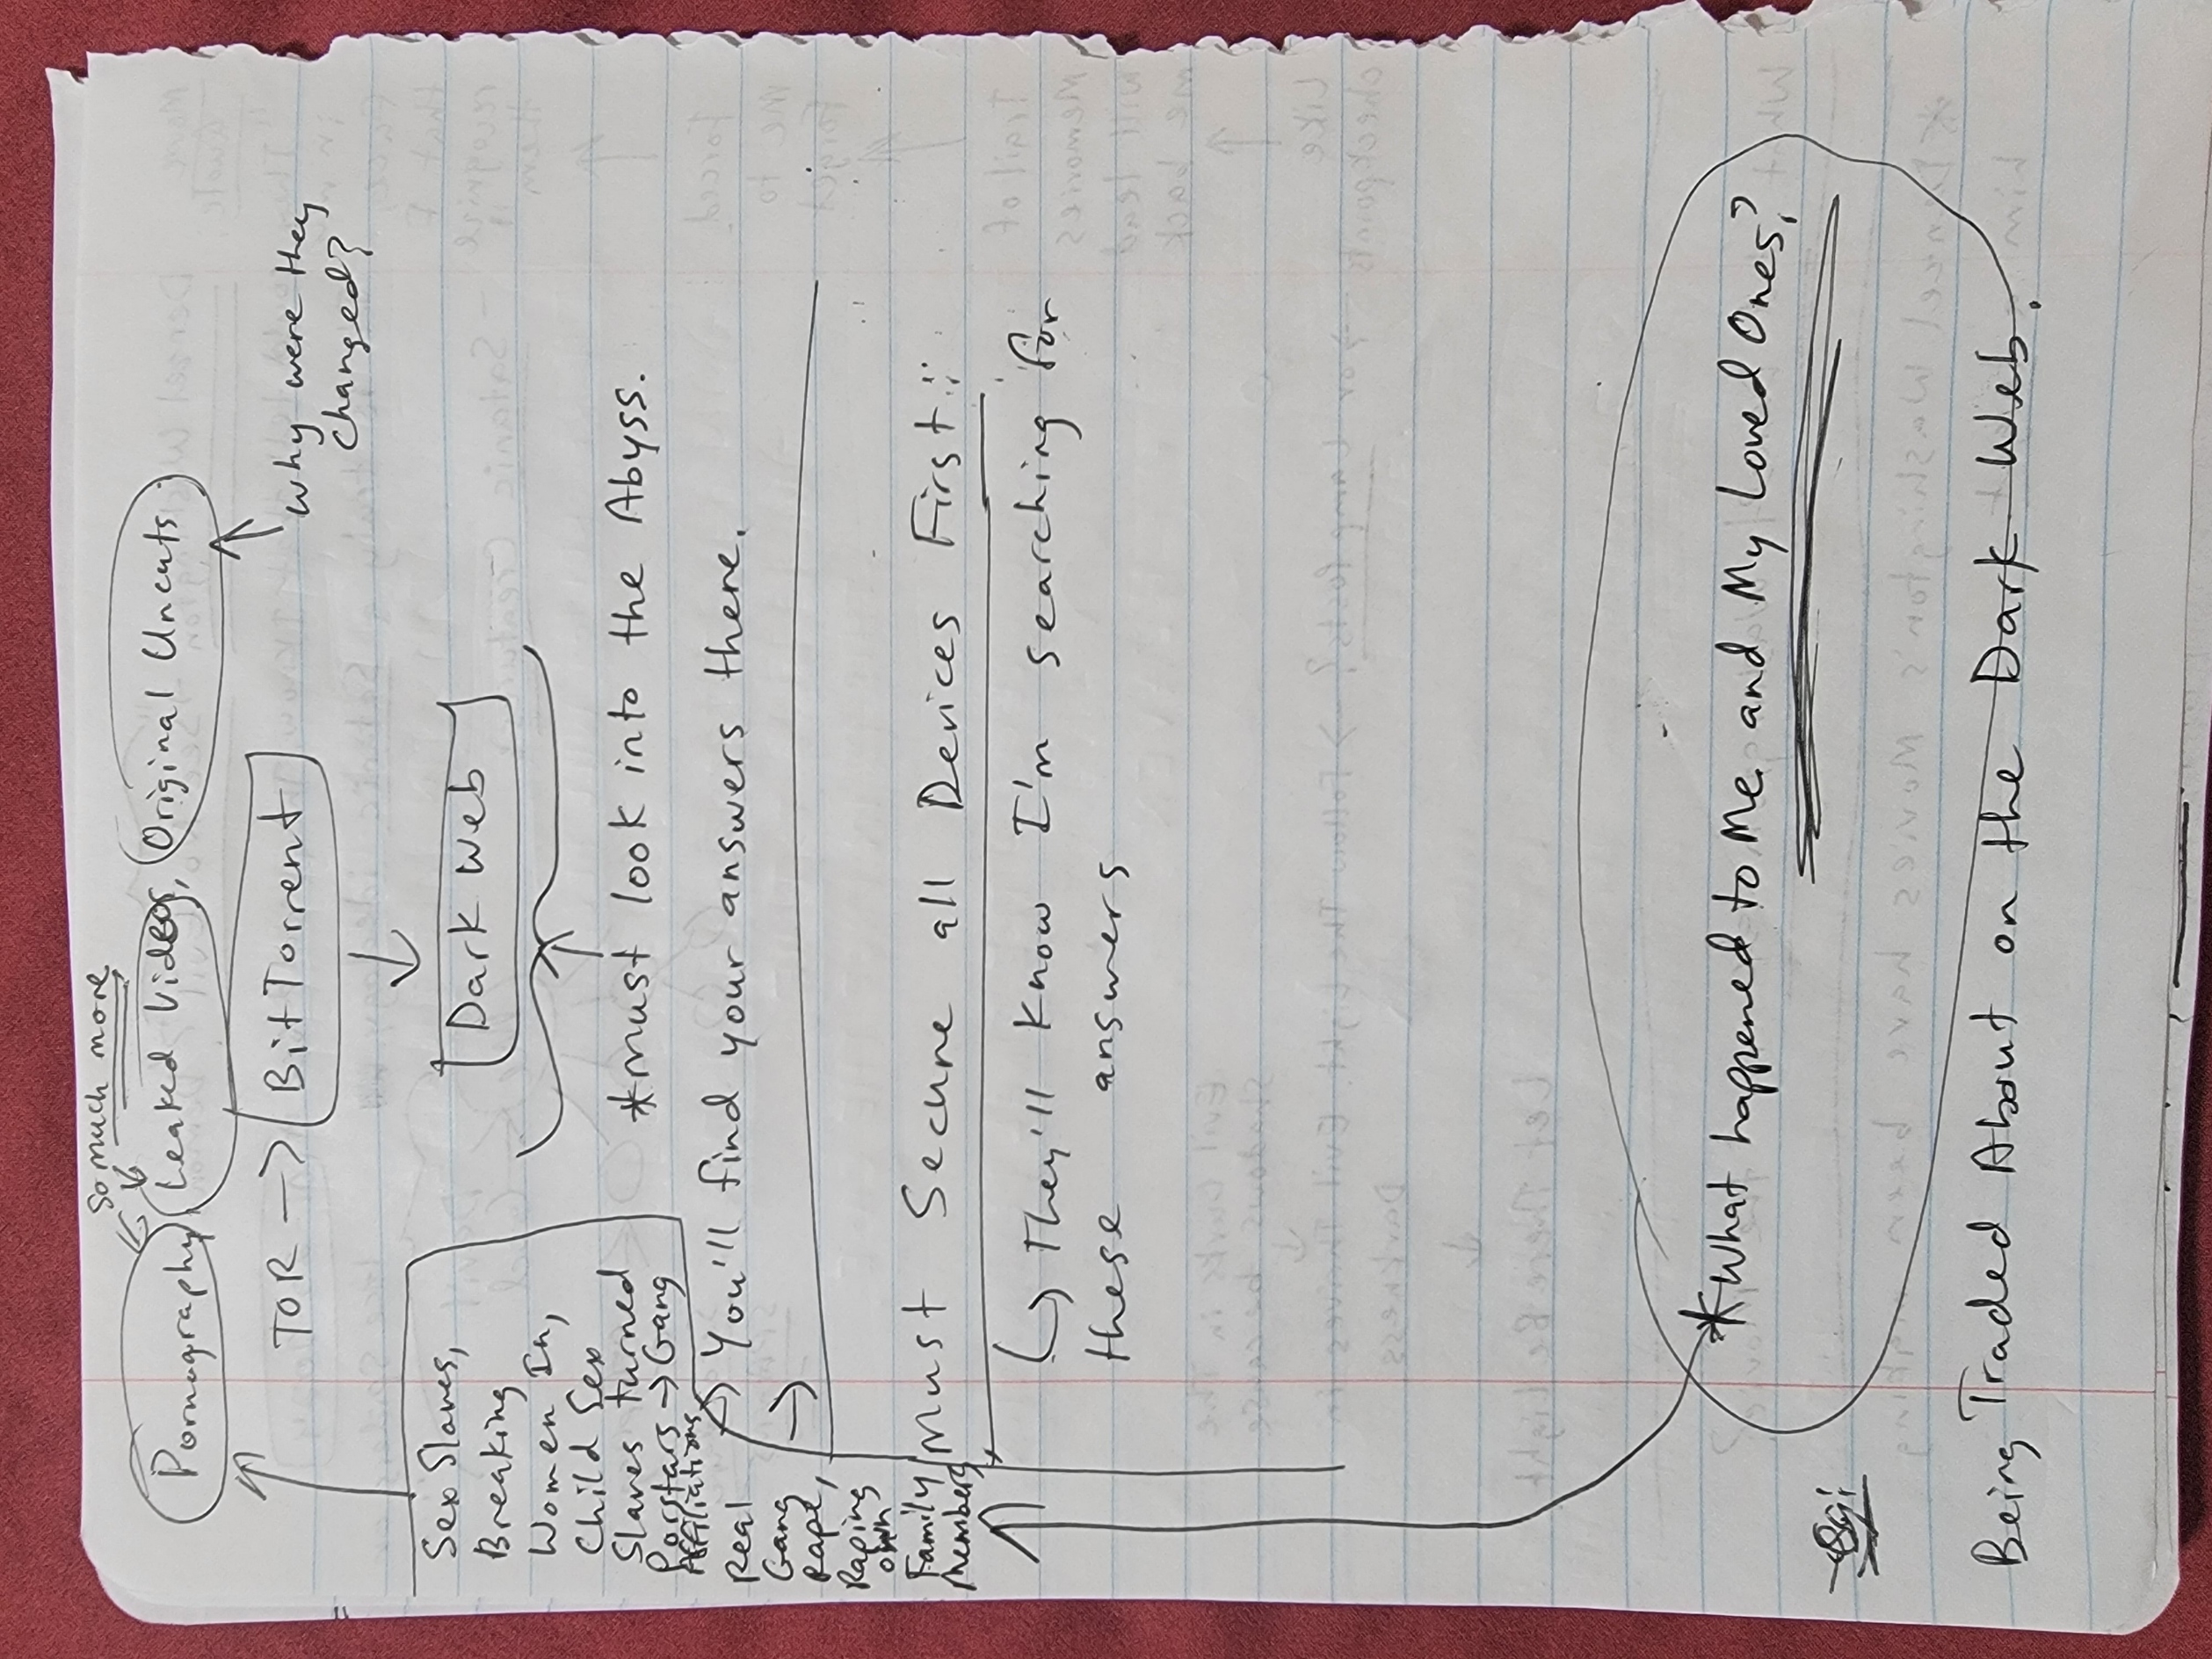 so much more
Pornography, Leaked Videos, Original Uncuts
TOR → BitTorrent
why were they
changed?
Dark Web
Sex Slaves,
Breaking
Women In,
Child Sex
Slaves turned
Porstars → Gang
Affiliations
Real
Gang
Rape,
Raping
own
Family
Members
*must look into the Abyss.
→ You'll find your answers there.
→
Must Secure all Devices First!
↳ They'll know I'm searching for
these answers
*What happened to Me and My Loved Ones?
Being Traded About on the Dark Web.